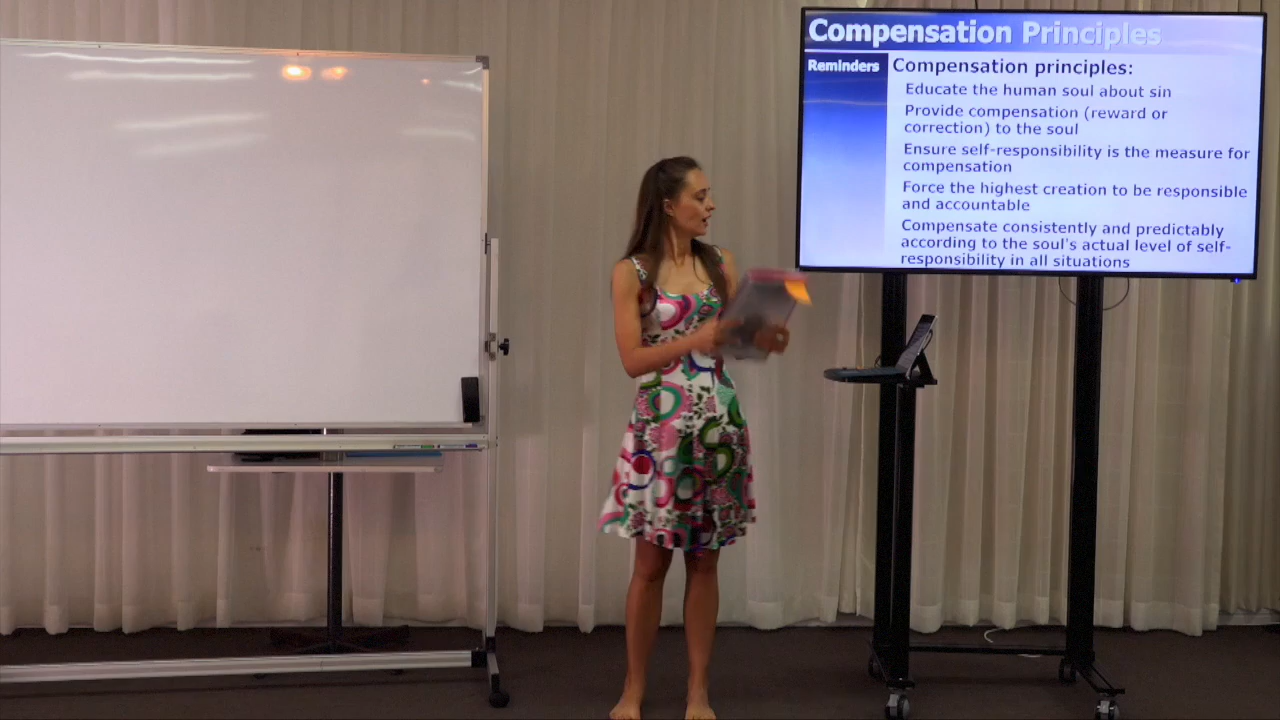 Compensation Principles
Reminders
Compensation principles:
Educate the human soul about sin
Provide compensation (reward or
correction) to the soul
Ensure self-responsibility is the measure for
compensation
Force the highest creation to be responsible
and accountable
Compensate consistently and predictably
according to the soul's actual level of self-
responsibility in all situations